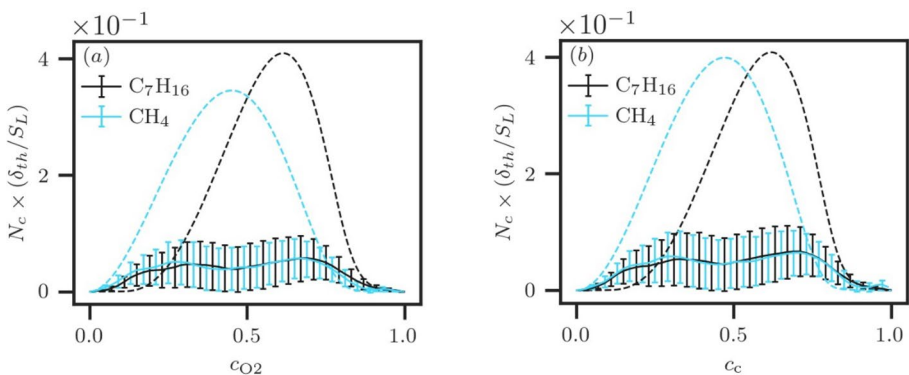 ×10⁻¹
(a)
C₇H₁₆
CH₄
N_c × (δ_th/S_L)
4
2
0
0.0 0.5 1.0
c_O2
×10⁻¹
(b)
C₇H₁₆
CH₄
N_c × (δ_th/S_L)
4
2
0
0.0 0.5 1.0
c_c